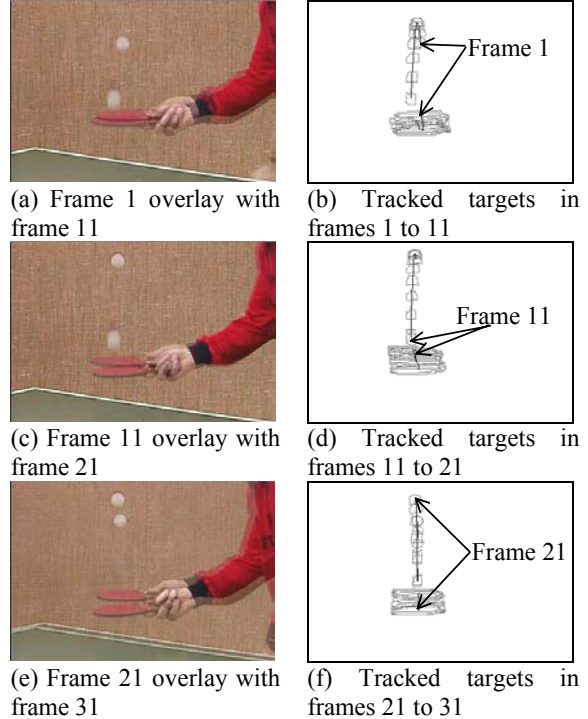 Frame 1
(a) Frame 1 overlay with
frame 11
(b) Tracked targets in
frames 1 to 11
Frame 11
(c) Frame 11 overlay with
frame 21
(d) Tracked targets in
frames 11 to 21
Frame 21
(e) Frame 21 overlay with
frame 31
(f) Tracked targets in
frames 21 to 31